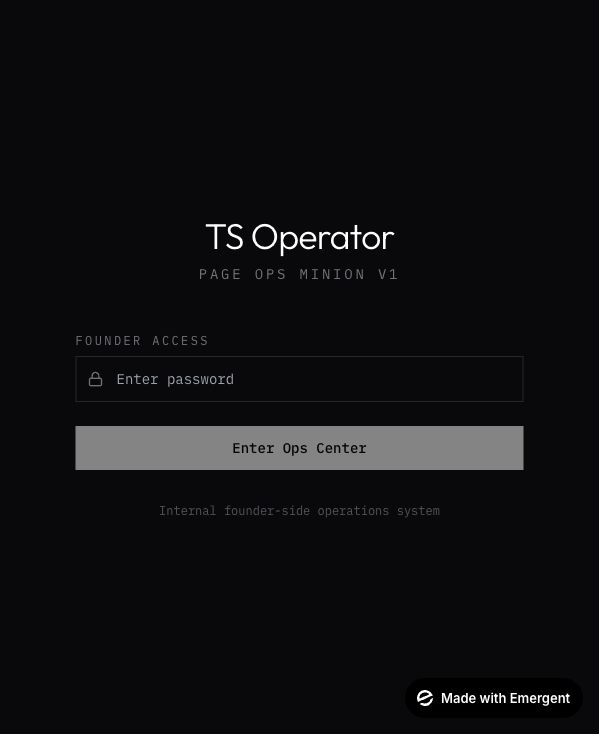 TS Operator
PAGE OPS MINION V1
FOUNDER ACCESS
Enter password
Enter Ops Center
Internal founder-side operations system
Made with Emergent